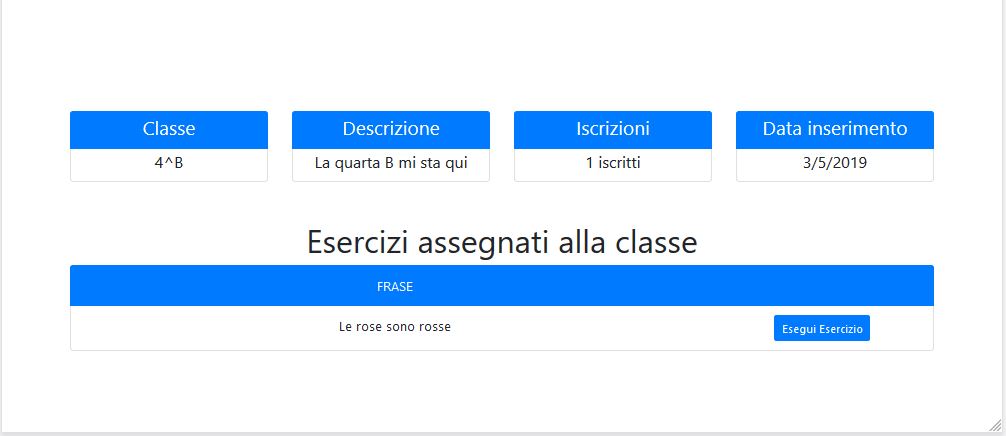 Classe
Descrizione
Iscrizioni
Data inserimento
4^B
La quarta B mi sta qui
1 iscritti
3/5/2019
Esercizi assegnati alla classe
FRASE
Le rose sono rosse
Esegui Esercizio